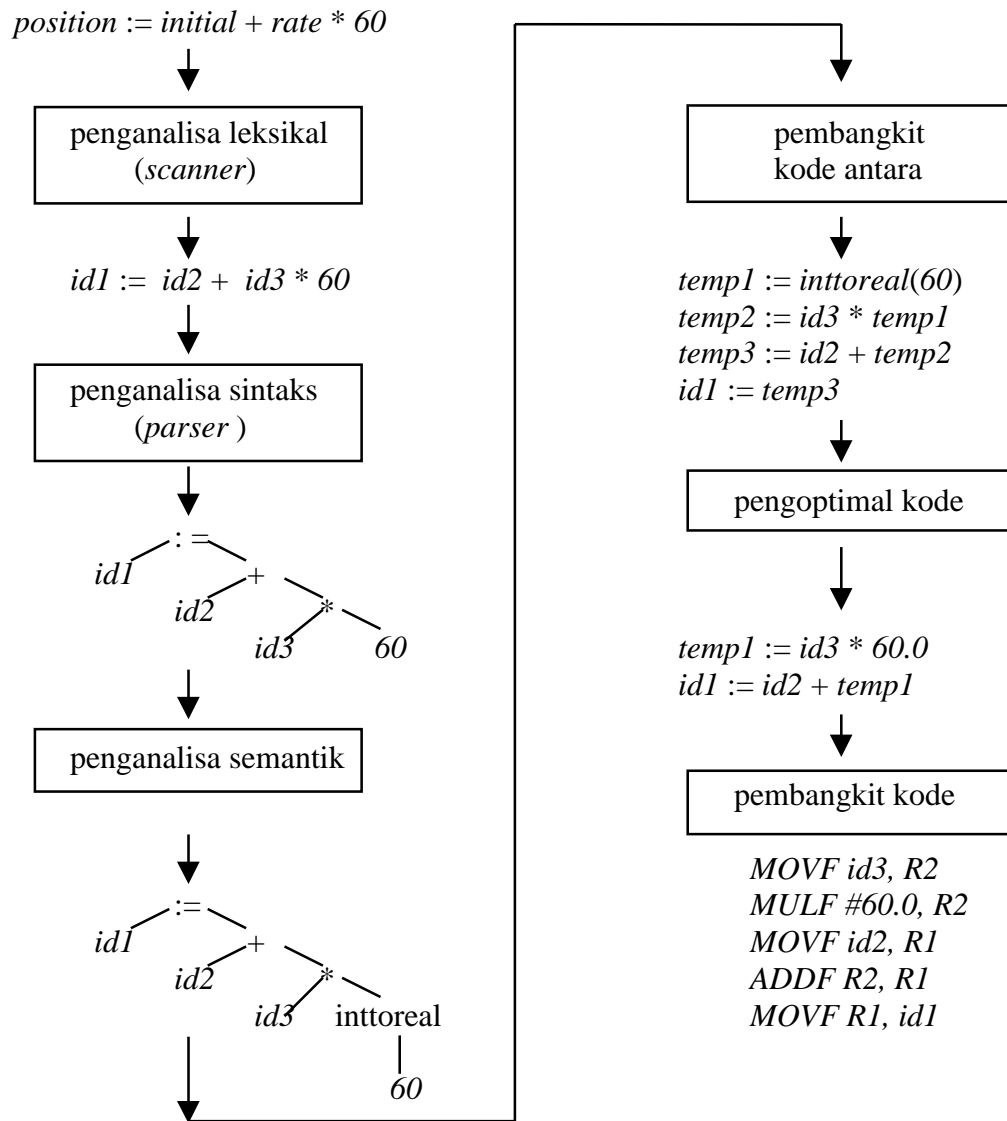 position := initial + rate * 60
penganalisa leksikal
(scanner)
id1 := id2 + id3 * 60
penganalisa sintaks
(parser )
: =
id1
+
id2
*
id3 60
penganalisa semantik
:=
id1
+
id2
*
id3 inttoreal
60
pembangkit
kode antara
temp1 := inttoreal(60)
temp2 := id3 * temp1
temp3 := id2 + temp2
id1 := temp3
pengoptimal kode
temp1 := id3 * 60.0
id1 := id2 + temp1
pembangkit kode
MOVF id3, R2
MULF #60.0, R2
MOVF id2, R1
ADDF R2, R1
MOVF R1, id1